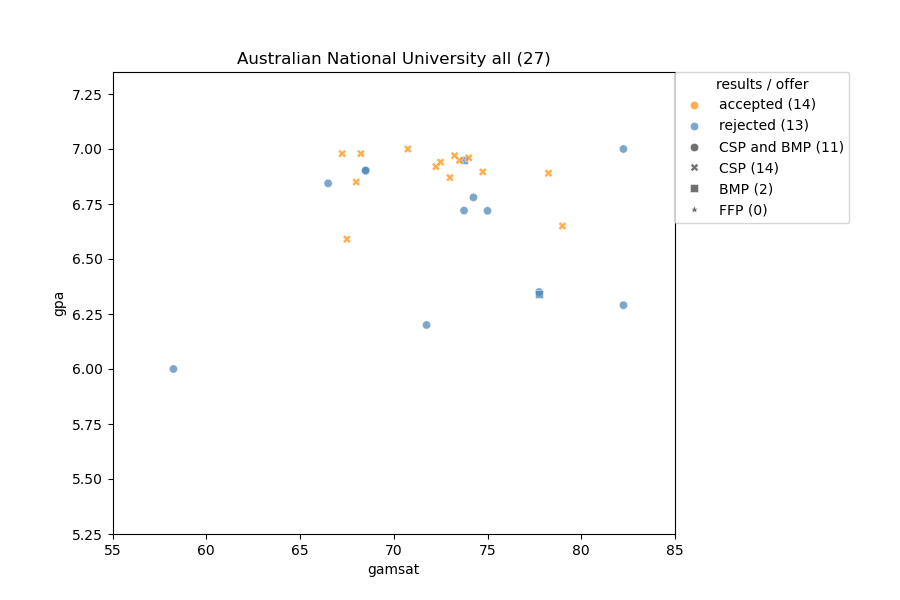 Australian National University all (27)
results / offer
accepted (14)
rejected (13)
CSP and BMP (11)
CSP (14)
BMP (2)
FFP (0)
7.25
7.00
6.75
6.50
6.25
6.00
5.75
5.50
5.25
gpa
55 60 65 70 75 80 85
gamsat